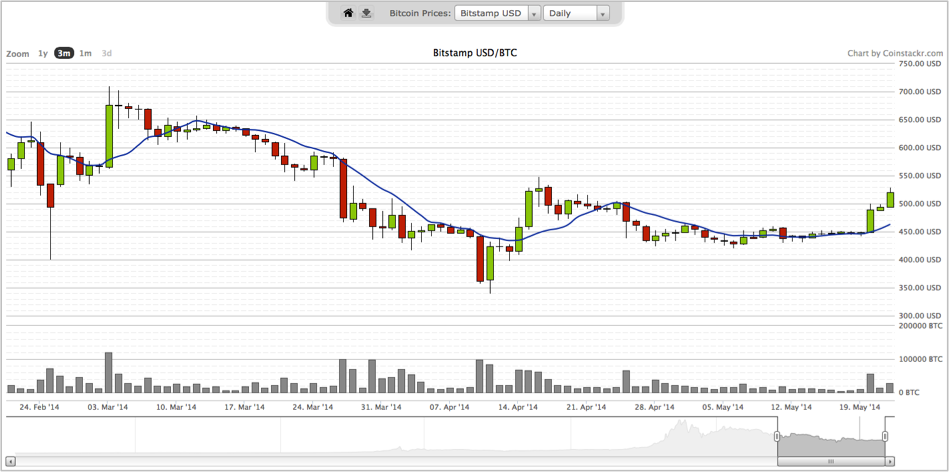 Bitcoin Prices: Bitstamp USD Daily
Zoom 1y 3m 1m 3d
Bitstamp USD/BTC
Chart by Coinstackr.com
750.00 USD
700.00 USD
650.00 USD
600.00 USD
550.00 USD
500.00 USD
450.00 USD
400.00 USD
350.00 USD
300.00 USD
200000 BTC
100000 BTC
0 BTC
24. Feb '14 03. Mar '14 10. Mar '14 17. Mar '14 24. Mar '14 31. Mar '14 07. Apr '14 14. Apr '14 21. Apr '14 28. Apr '14 05. May '14 12. May '14 19. May '14